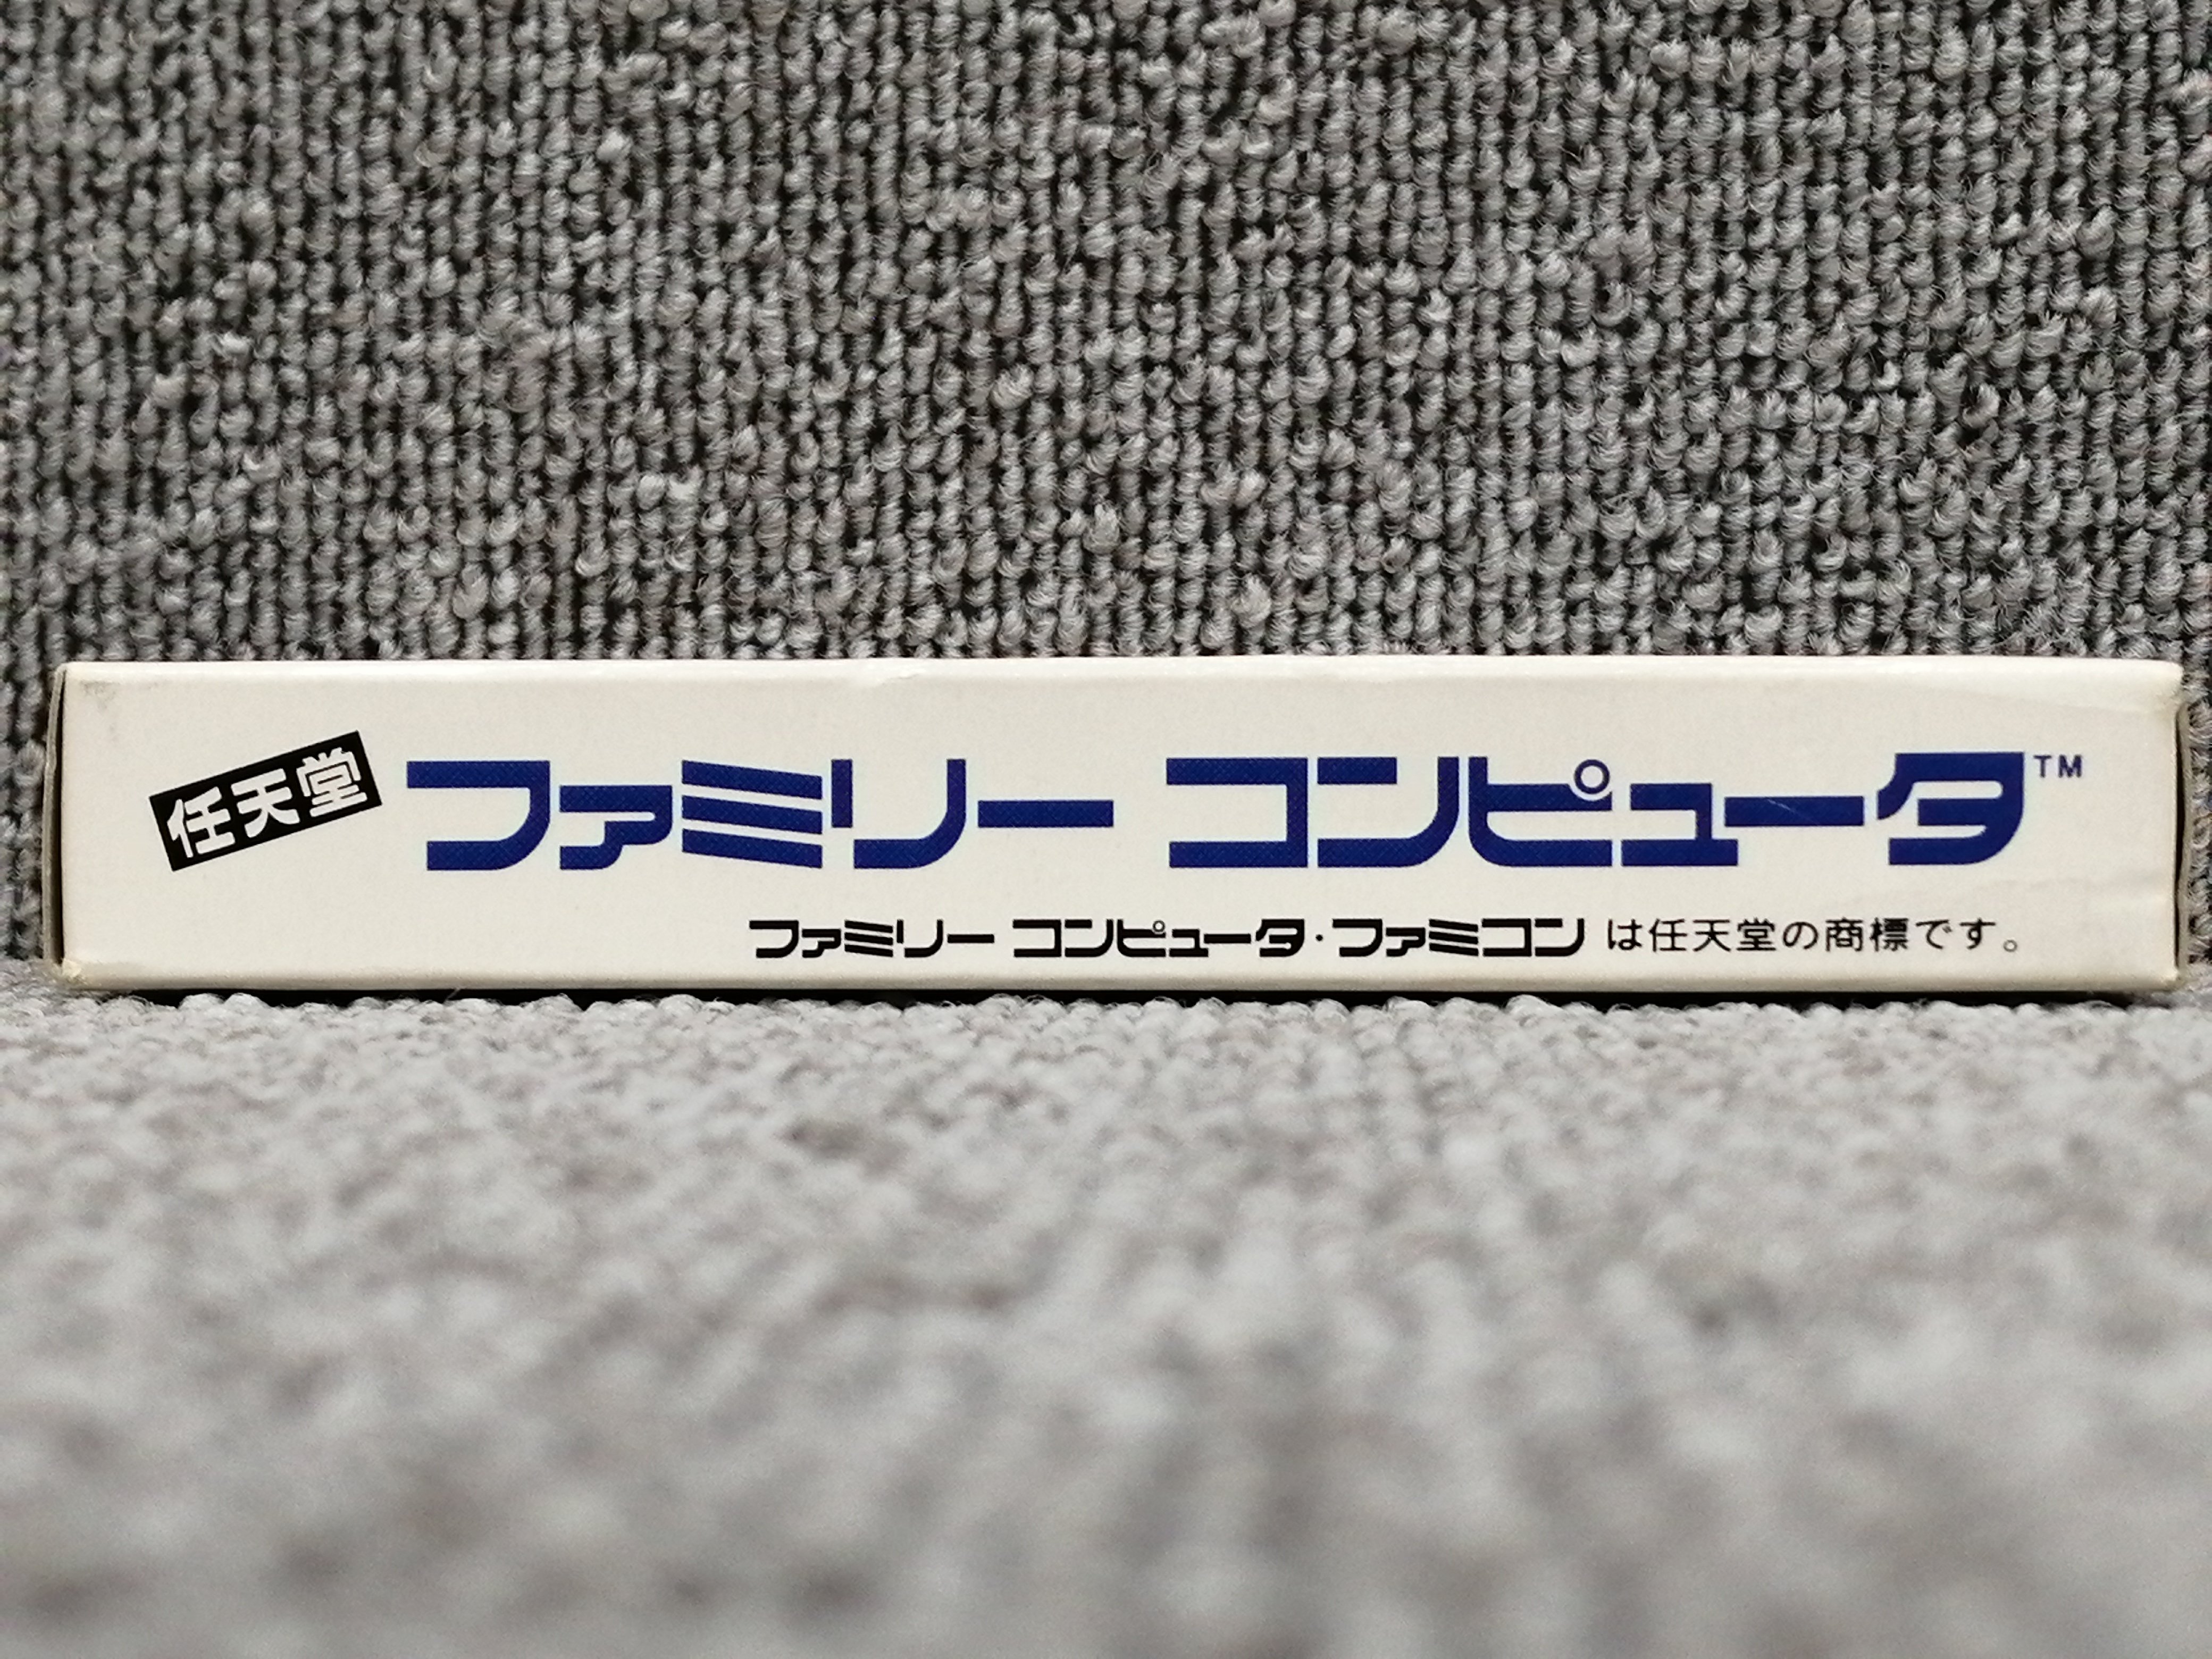 任天堂 ファミリー コンピュータ™
ファミリー コンピュータ・ファミコン は任天堂の商標です。